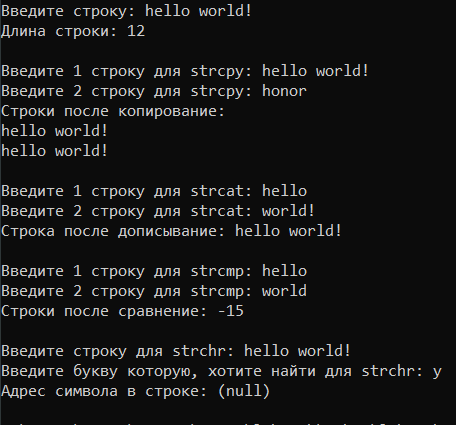 Введите строку: hello world!
Длина строки: 12
Введите 1 строку для strcpy: hello world!
Введите 2 строку для strcpy: honor
Строки после копирование:
hello world!
hello world!
Введите 1 строку для strcat: hello
Введите 2 строку для strcat: world!
Строка после дописывание: hello world!
Введите 1 строку для strcmp: hello
Введите 2 строку для strcmp: world
Строки после сравнение: -15
Введите строку для strchr: hello world!
Введите букву которую, хотите найти для strchr: y
Адрес символа в строке: (null)